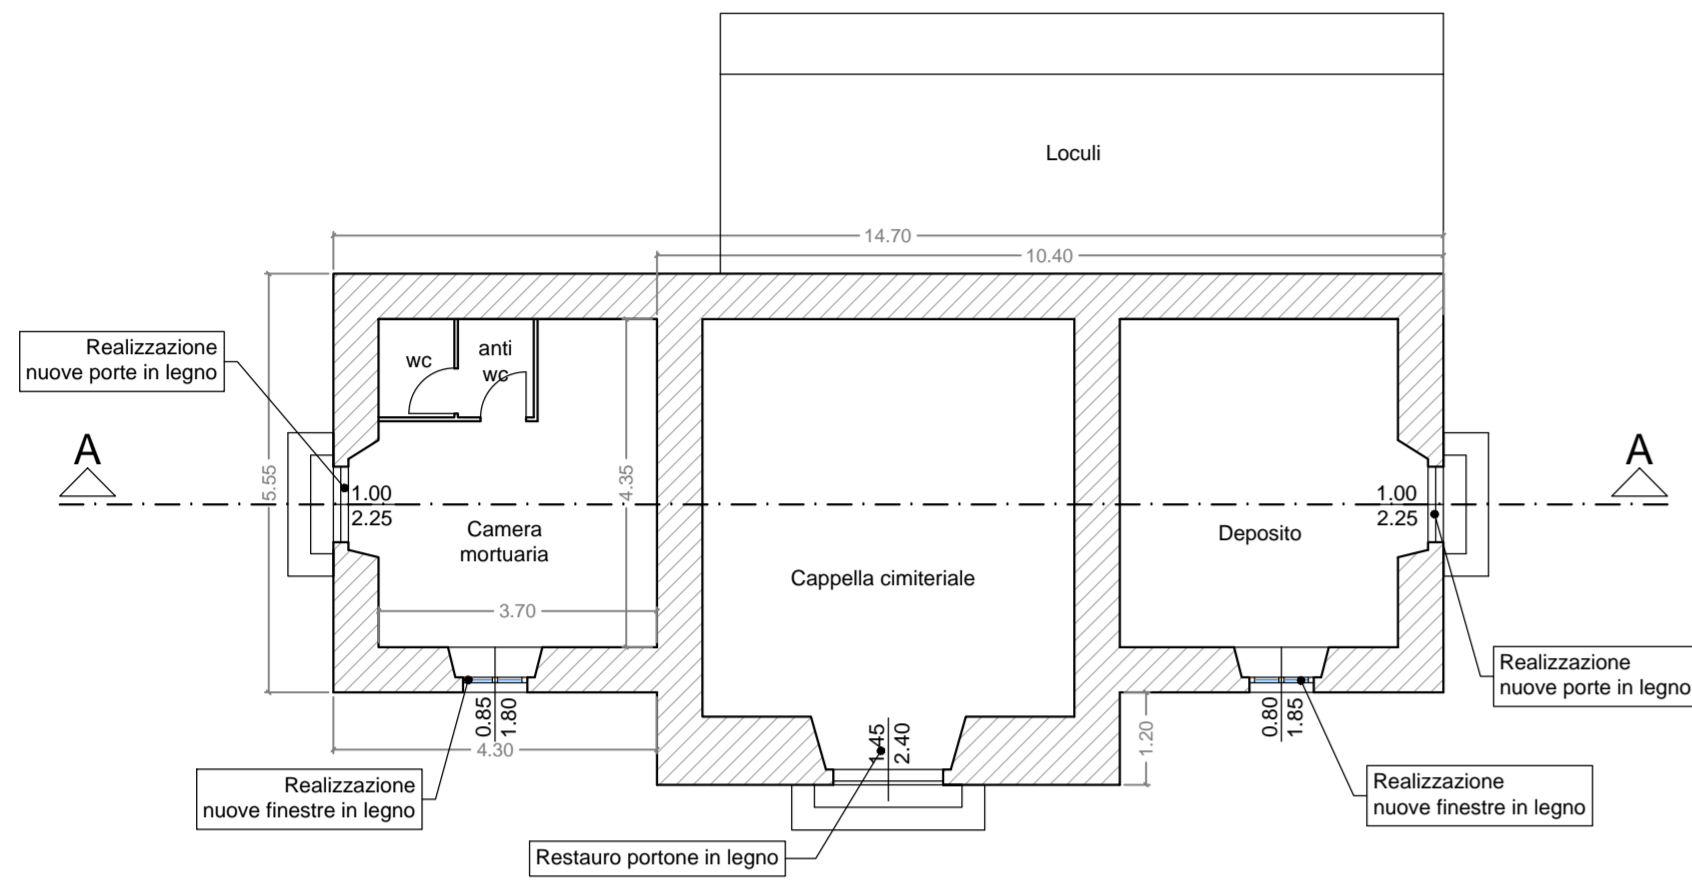 Loculi
14.70
10.40
Realizzazione
nuove porte in legno
wc
anti
wc
A
A
5.55
4.35
1.00
2.25
1.00
2.25
Camera
mortuaria
Deposito
Cappella cimiteriale
3.70
Realizzazione
nuove porte in legno
0.85
1.80
1.45
2.40
0.80
1.85
4.30
1.20
Realizzazione
nuove finestre in legno
Realizzazione
nuove finestre in legno
Restauro portone in legno